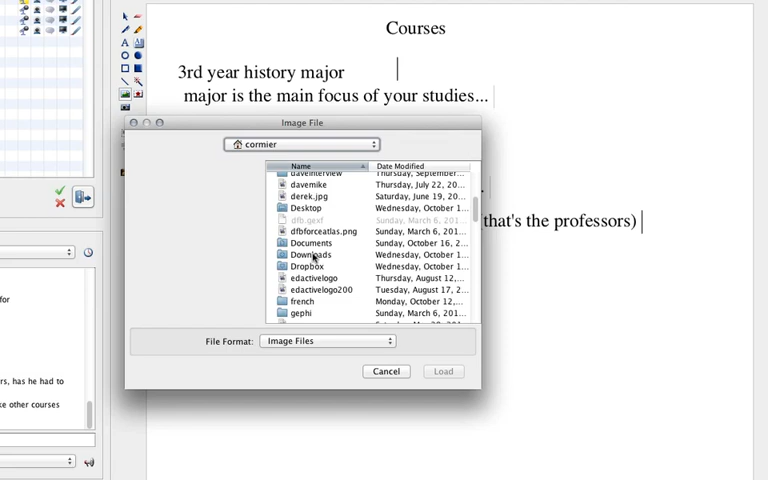 Courses
3rd year history major
major is the main focus of your studies...
Image File
cormier
Name Date Modified
daveinterview Thursday, September...
davemike Thursday, July 22, 20...
derek.jpg Saturday, June 19, 20...
Desktop Wednesday, October 1...
dfb.gexf Sunday, March 6, 201...
dfbforceatlas.png Sunday, March 6, 201...
that's the professors)
Documents Sunday, October 16, 2...
Downloads Wednesday, October 1...
Dropbox Wednesday, October 1...
edactivelogo Thursday, August 12,...
edactivelogo200 Tuesday, August 17, 2...
for
french Monday, October 12,...
gephi Sunday, March 6, 201...
File Format: Image Files
Cancel Load
rs, has he had to
ke other courses